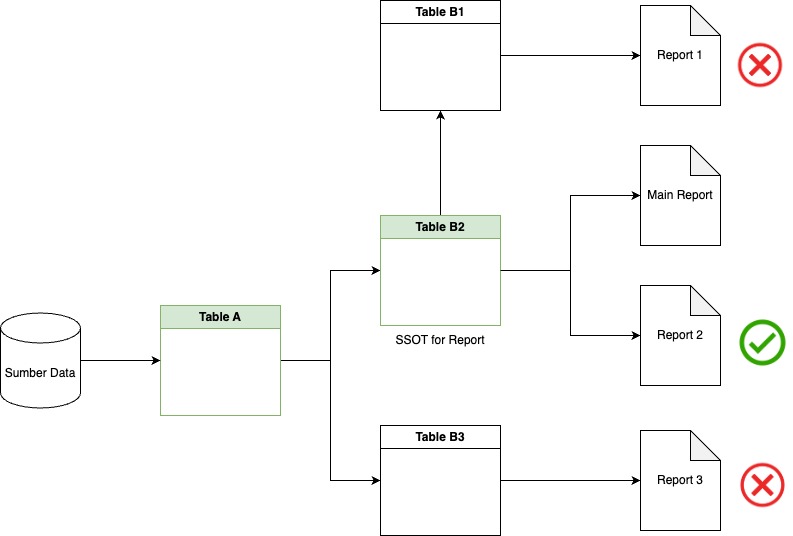 Table B1
Report 1
Main Report
Table B2
Table A
SSOT for Report
Report 2
Sumber Data
Table B3
Report 3